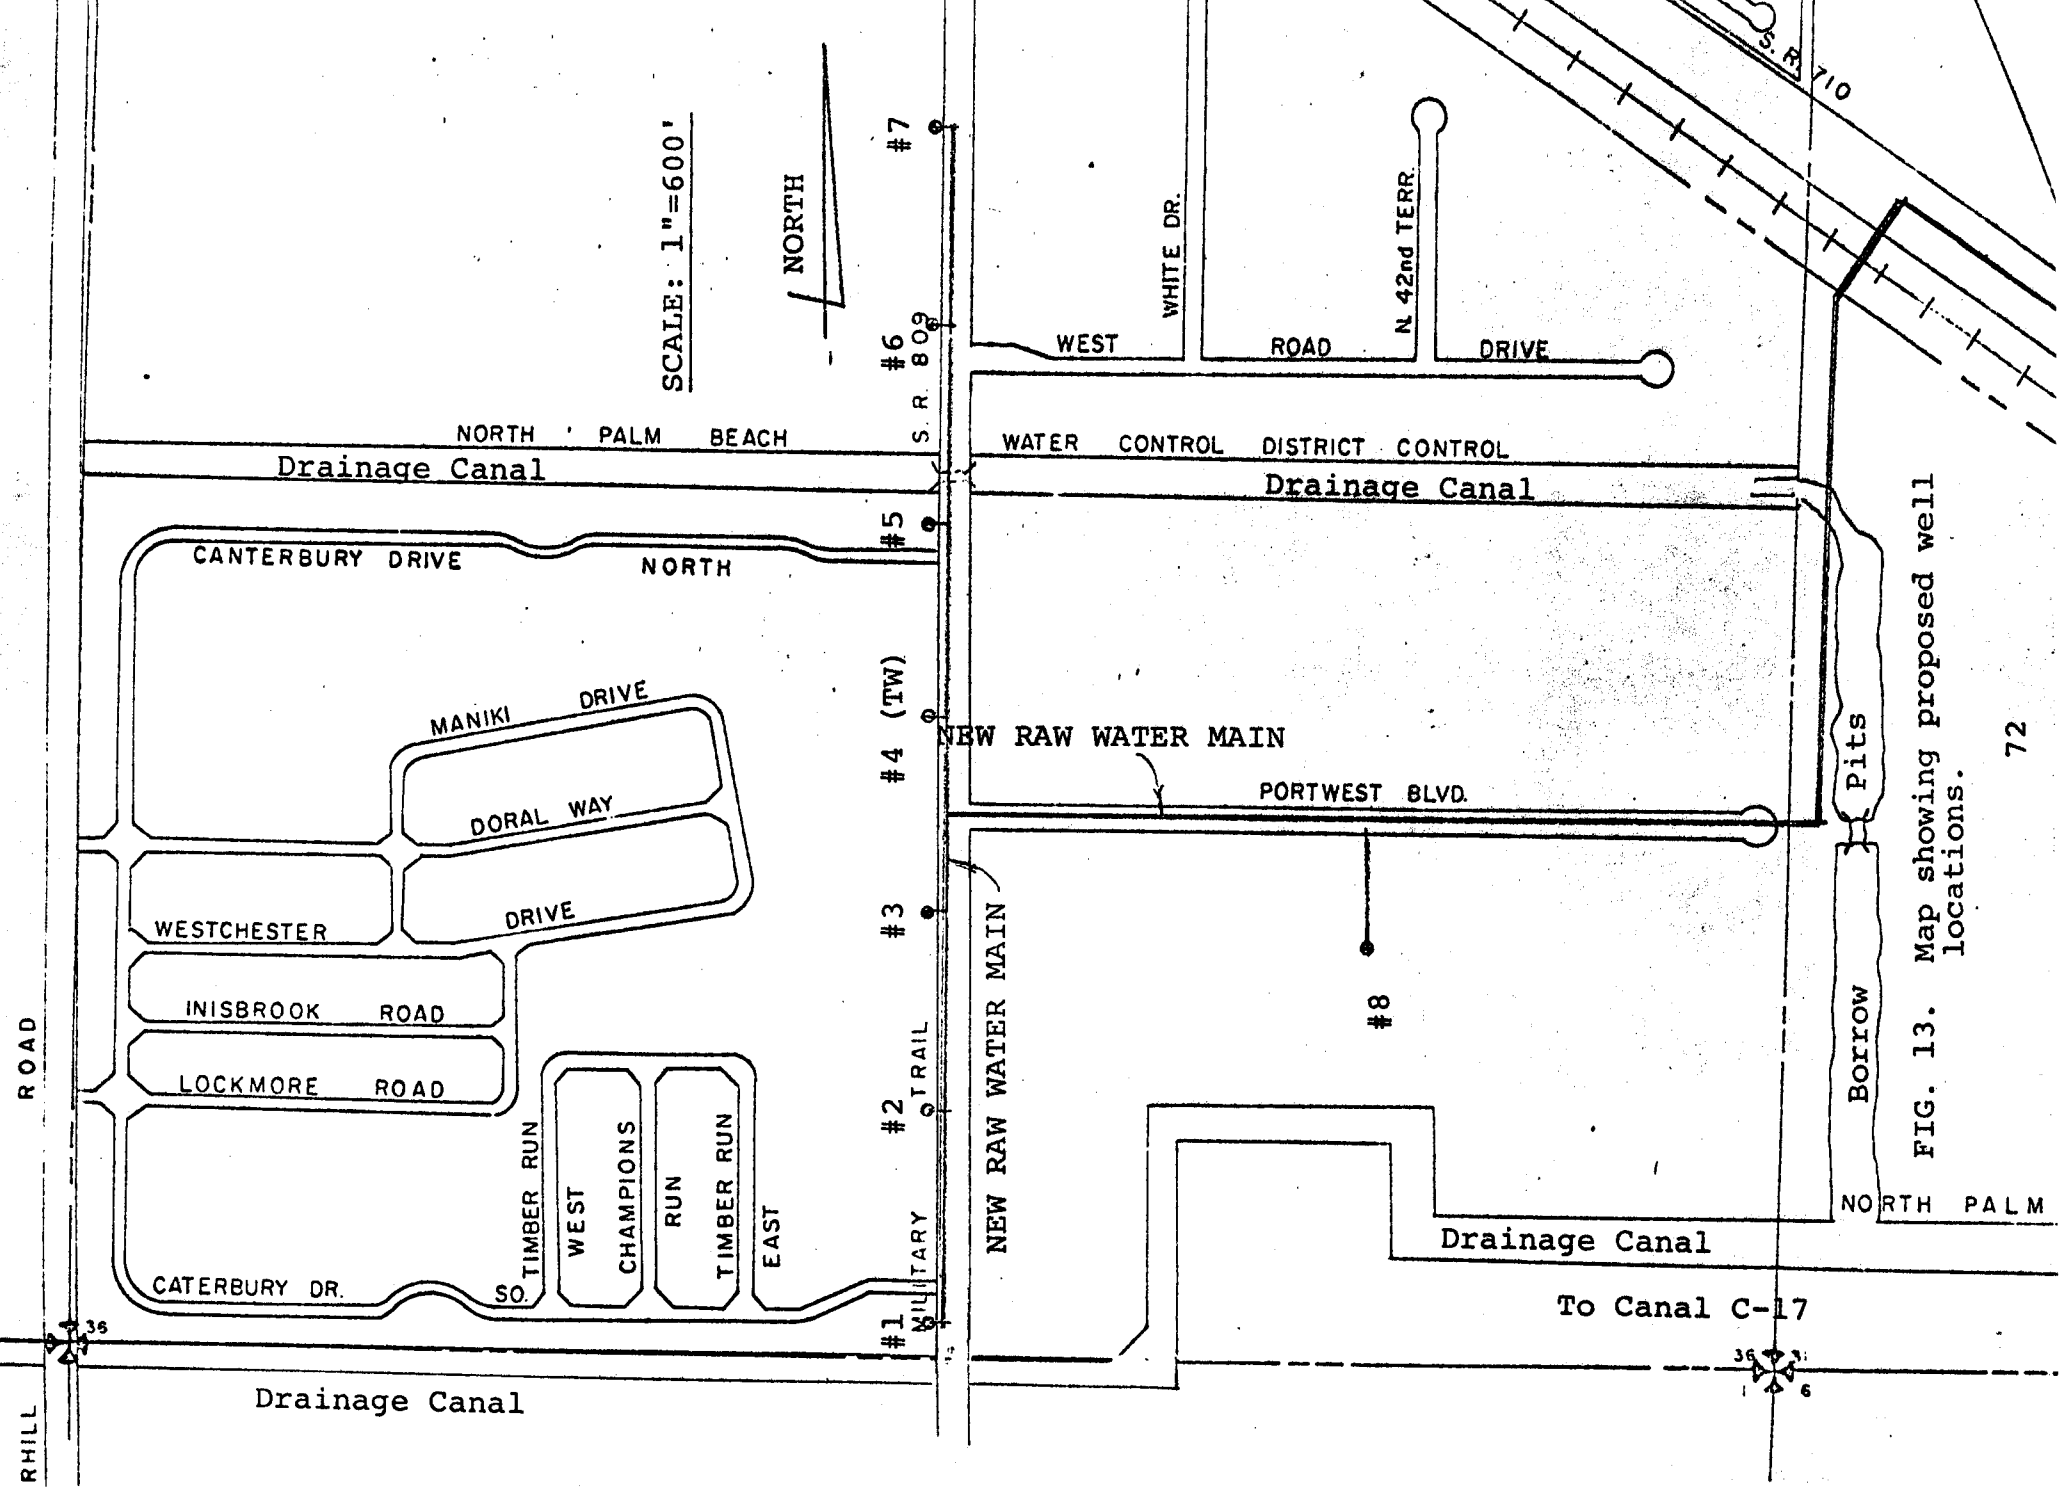 S. R. 710
#7
SCALE: 1"=600'
NORTH
WHITE DR.
N. 42nd TERR.
#6
S. R. 809
WEST ROAD DRIVE
NORTH PALM BEACH
WATER CONTROL DISTRICT CONTROL
Drainage Canal
Drainage Canal
#5
CANTERBURY DRIVE NORTH
#4 (TW)
MANIKI DRIVE
NEW RAW WATER MAIN
PORTWEST BLVD.
DORAL WAY
Pits
#3
WESTCHESTER DRIVE
NEW RAW WATER MAIN
#8
INISBROOK ROAD
LOCKMORE ROAD
ROAD
#2
MILITARY TRAIL
Borrow
TIMBER RUN
WEST
CHAMPIONS
RUN
TIMBER RUN
EAST
NORTH PALM
Drainage Canal
CATERBURY DR. SO.
To Canal C-17
#1
36
36
1 6
Drainage Canal
RHILL
FIG. 13. Map showing proposed well
locations.
72